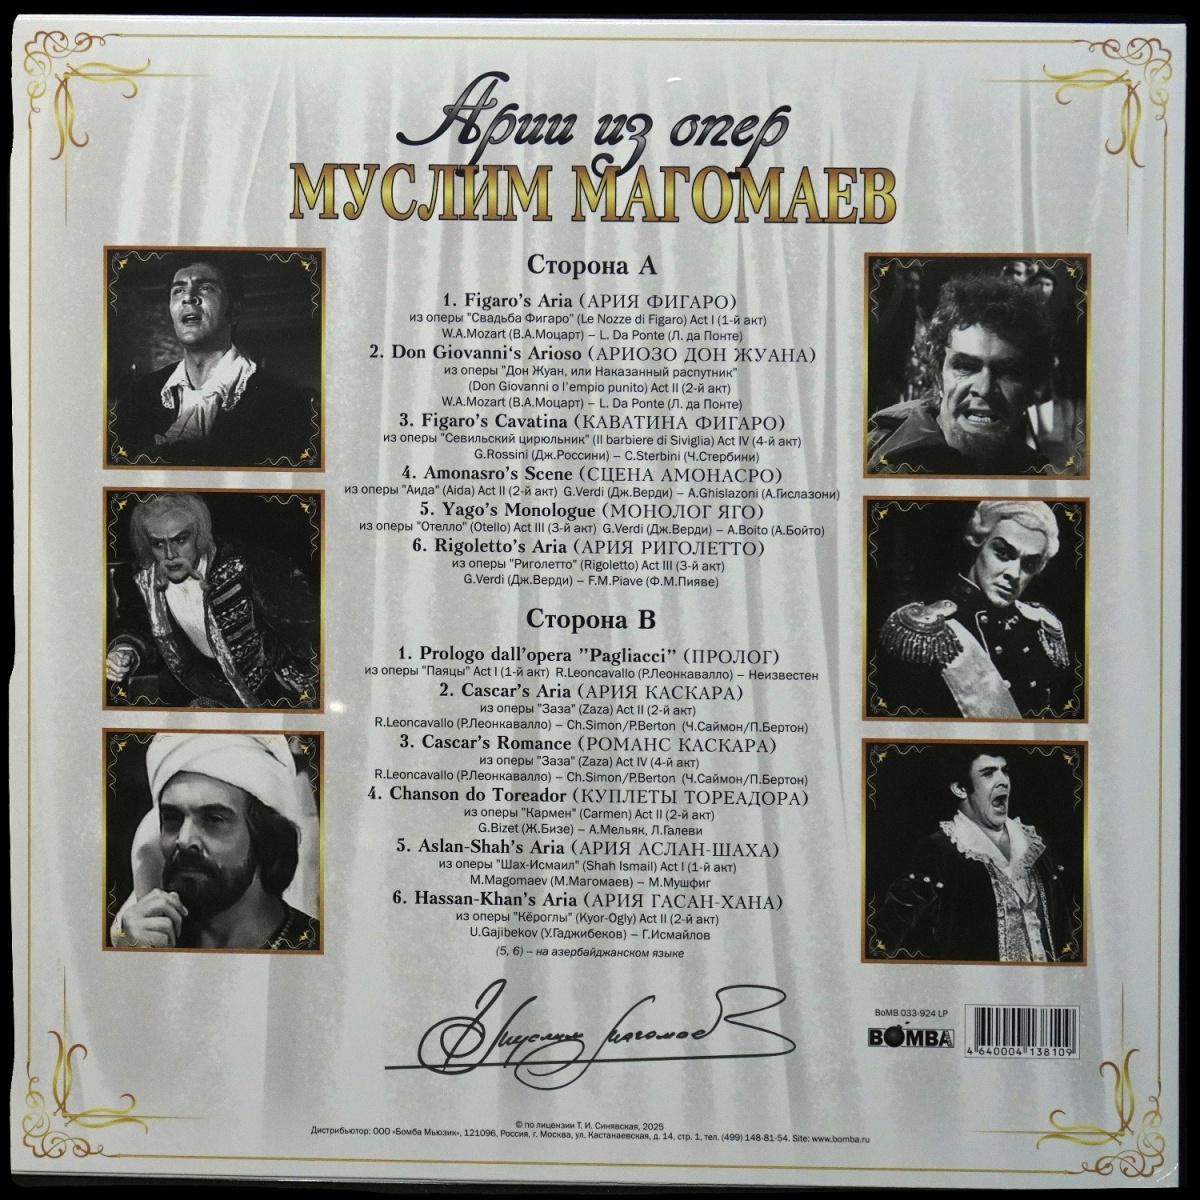 Арии из опер
МУСЛИМ МАГОМАЕВ
Сторона А
1. Figaro's Aria (АРИЯ ФИГАРО)
из оперы "Свадьба Фигаро" (Le Nozze di Figaro) Act I (1-й акт)
W.A.Mozart (В.А.Моцарт) – L. Da Ponte (Л. да Понте)
2. Don Giovanni's Arioso (АРИОЗО ДОН ЖУАНА)
из оперы "Дон Жуан, или Наказанный распутник"
(Don Giovanni o l'empio punito) Act II (2-й акт)
W.A.Mozart (В.А.Моцарт) – L. Da Ponte (Л. да Понте)
3. Figaro's Cavatina (КАВАТИНА ФИГАРО)
из оперы "Севильский цирюльник" (Il barbiere di Siviglia) Act IV (4-й акт)
G.Rossini (Дж.Россини) – C.Sterbini (Ч.Стербини)
4. Amonasro's Scene (СЦЕНА АМОНАСРО)
из оперы "Аида" (Aida) Act II (2-й акт) G.Verdi (Дж.Верди) – A.Ghislazoni (А.Гислазони)
5. Yago's Monologue (МОНОЛОГ ЯГО)
из оперы "Отелло" (Otello) Act III (3-й акт) G.Verdi (Дж.Верди) – A.Boito (А.Бойто)
6. Rigoletto's Aria (АРИЯ РИГОЛЕТТО)
из оперы "Риголетто" (Rigoletto) Act III (3-й акт)
G.Verdi (Дж.Верди) – F.M.Piave (Ф.М.Пияве)
Сторона В
1. Prologo dall'opera "Pagliacci" (ПРОЛОГ)
из оперы "Паяцы" Act I (1-й акт) R.Leoncavallo (Р.Леонкавалло) – Неизвестен
2. Cascar's Aria (АРИЯ КАСКАРА)
из оперы "Заза" (Zaza) Act II (2-й акт)
R.Leoncavallo (Р.Леонкавалло) – Ch.Simon/P.Berton (Ч.Саймон/П.Бертон)
3. Cascar's Romance (РОМАНС КАСКАРА)
из оперы "Заза" (Zaza) Act IV (4-й акт)
R.Leoncavallo (Р.Леонкавалло) – Ch.Simon/P.Berton (Ч.Саймон/П.Бертон)
4. Chanson do Toreador (КУПЛЕТЫ ТОРЕАДОРА)
из оперы "Кармен" (Carmen) Act II (2-й акт)
G.Bizet (Ж.Бизе) – А.Мельяк, Л.Галеви
5. Aslan-Shah's Aria (АРИЯ АСЛАН-ШАХА)
из оперы "Шах-Исмаил" (Shah Ismail) Act I (1-й акт)
M.Magomaev (М.Магомаев) – М.Мушфиг
6. Hassan-Khan's Aria (АРИЯ ГАСАН-ХАНА)
из оперы "Кёроглы" (Kyor-Ogly) Act II (2-й акт)
U.Gajibekov (У.Гаджибеков) – Г.Исмайлов
(5, 6) – на азербайджанском языке
Муслим Магомаев
BoMB 033-924 LP
BOMBA
4 640004 138109
© по лицензии Т. И. Синявская, 2025
Дистрибьютор: ООО «Бомба Мьюзик», 121096, Россия, г. Москва, ул. Кастанаевская, д. 14, стр. 1, тел. (499) 148-81-54. Site: www.bomba.ru